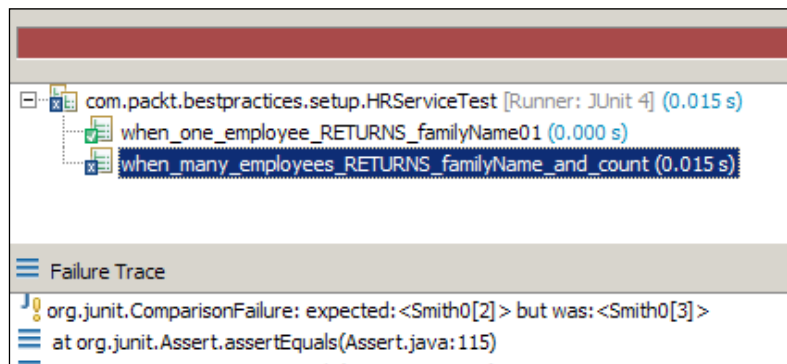 com.packt.bestpractices.setup.HRServiceTest [Runner: JUnit 4] (0.015 s)
when_one_employee_RETURNS_familyName01 (0.000 s)
when_many_employees_RETURNS_familyName_and_count (0.015 s)
Failure Trace
org.junit.ComparisonFailure: expected:<Smith0[2]> but was:<Smith0[3]>
at org.junit.Assert.assertEquals(Assert.java:115)